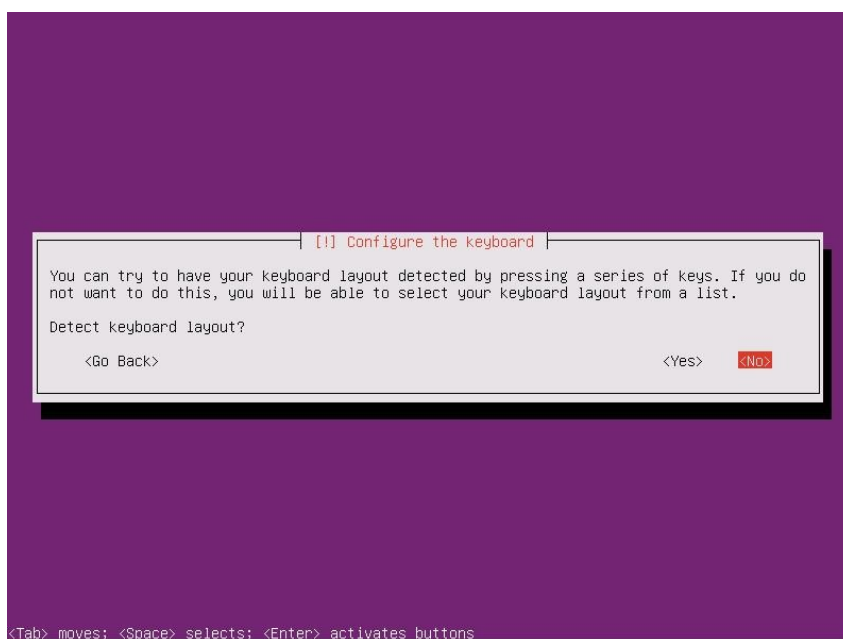 [!] Configure the keyboard
You can try to have your keyboard layout detected by pressing a series of keys. If you do
not want to do this, you will be able to select your keyboard layout from a list.
Detect keyboard layout?
<Go Back> <Yes> <No>
<Tab> moves; <Space> selects; <Enter> activates buttons